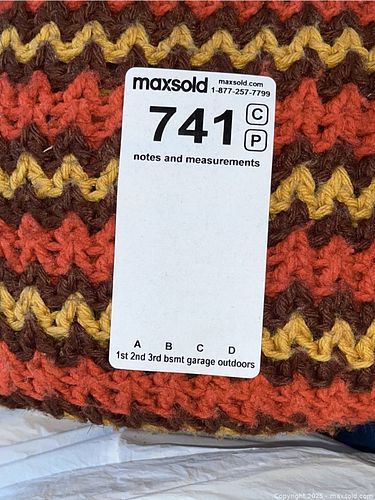 maxsold maxsold.com
1-877-257-7799
741 C
P
notes and measurements
A B C D
1st 2nd 3rd bsmt garage outdoors
Copyright 2025 - maxsold.com